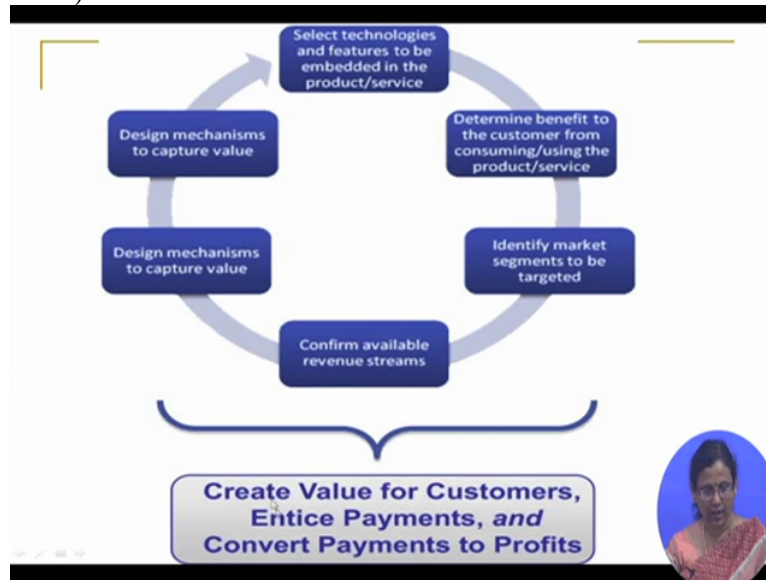 Select technologies
and features to be
embedded in the
product/service
Determine benefit to
the customer from
consuming/using the
product/service
Identify market
segments to be
targeted
Confirm available
revenue streams
Design mechanisms
to capture value
Design mechanisms
to capture value
Create Value for Customers,
Entice Payments, and
Convert Payments to Profits